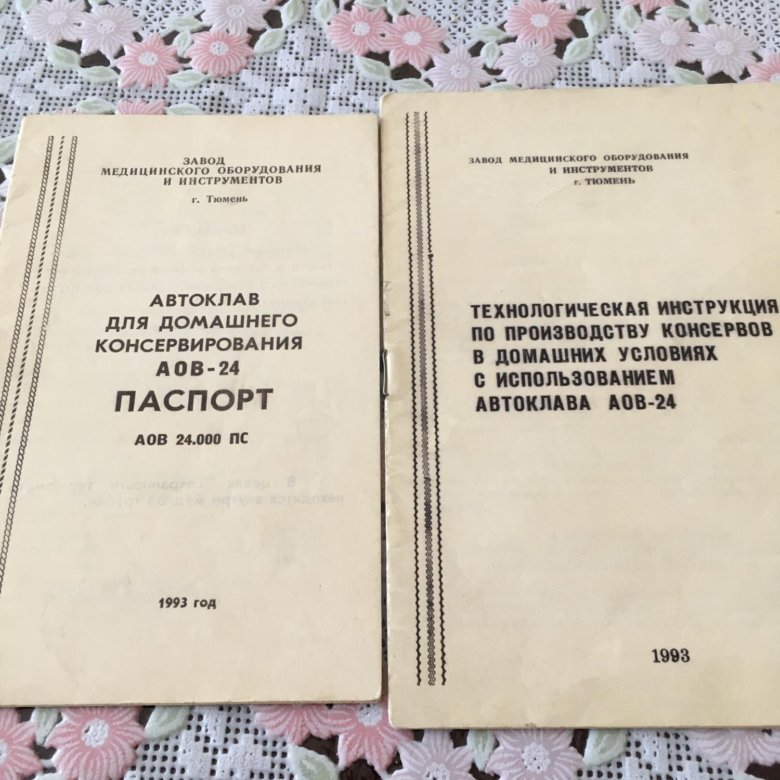 ЗАВОД
МЕДИЦИНСКОГО ОБОРУДОВАНИЯ
И ИНСТРУМЕНТОВ
г. Тюмень
АВТОКЛАВ
ДЛЯ ДОМАШНЕГО
КОНСЕРВИРОВАНИЯ
АОВ-24
ПАСПОРТ
АОВ 24.000 ПС
1993 год
ЗАВОД МЕДИЦИНСКОГО ОБОРУДОВАНИЯ
И ИНСТРУМЕНТОВ
г. ТЮМЕНЬ
ТЕХНОЛОГИЧЕСКАЯ ИНСТРУКЦИЯ
ПО ПРОИЗВОДСТВУ КОНСЕРВОВ
В ДОМАШНИХ УСЛОВИЯХ
С ИСПОЛЬЗОВАНИЕМ
АВТОКЛАВА АОВ-24
1993